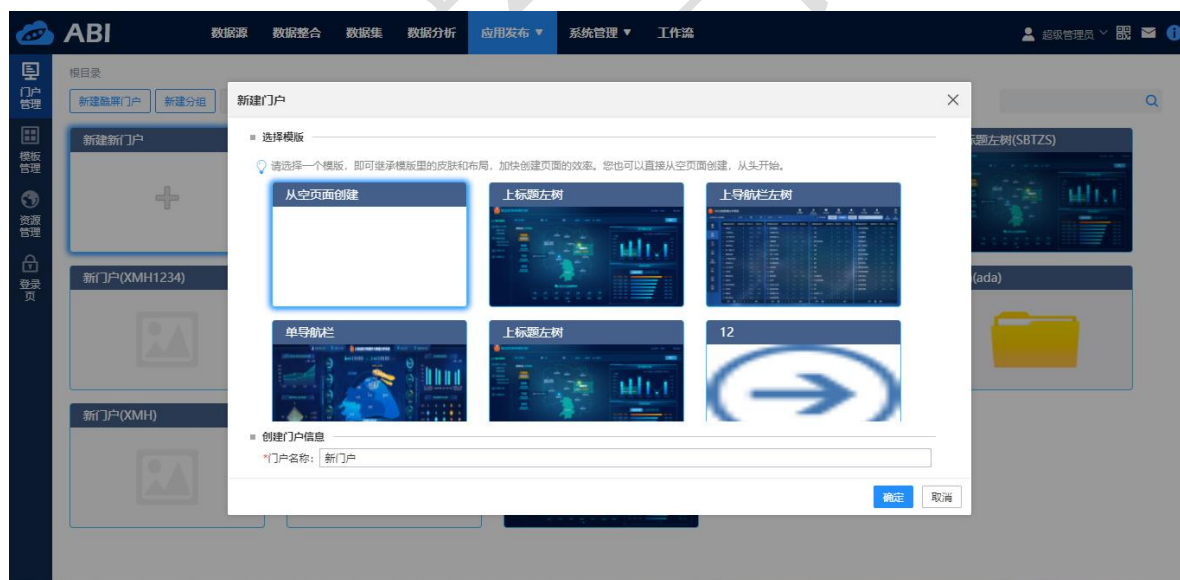 ABI
数据源 数据整合 数据集 数据分析 应用发布 ▼ 系统管理 ▼ 工作流
超级管理员
门户
管理
模板
管理
资源
管理
登录
页
根目录
新建酷屏门户 新建分组
新建新门户
标题左树(SBTZS)
新门户(XMH1234)
(ada)
新门户(XMH)
新建门户
选择模版
请选择一个模版，即可继承模版里的皮肤和布局，加快创建页面的效率。您也可以直接从空页面创建，从头开始。
从空页面创建 上标题左树 上导航栏左树
单导航栏 上标题左树 12
创建门户信息
*门户名称: 新门户
确定 取消